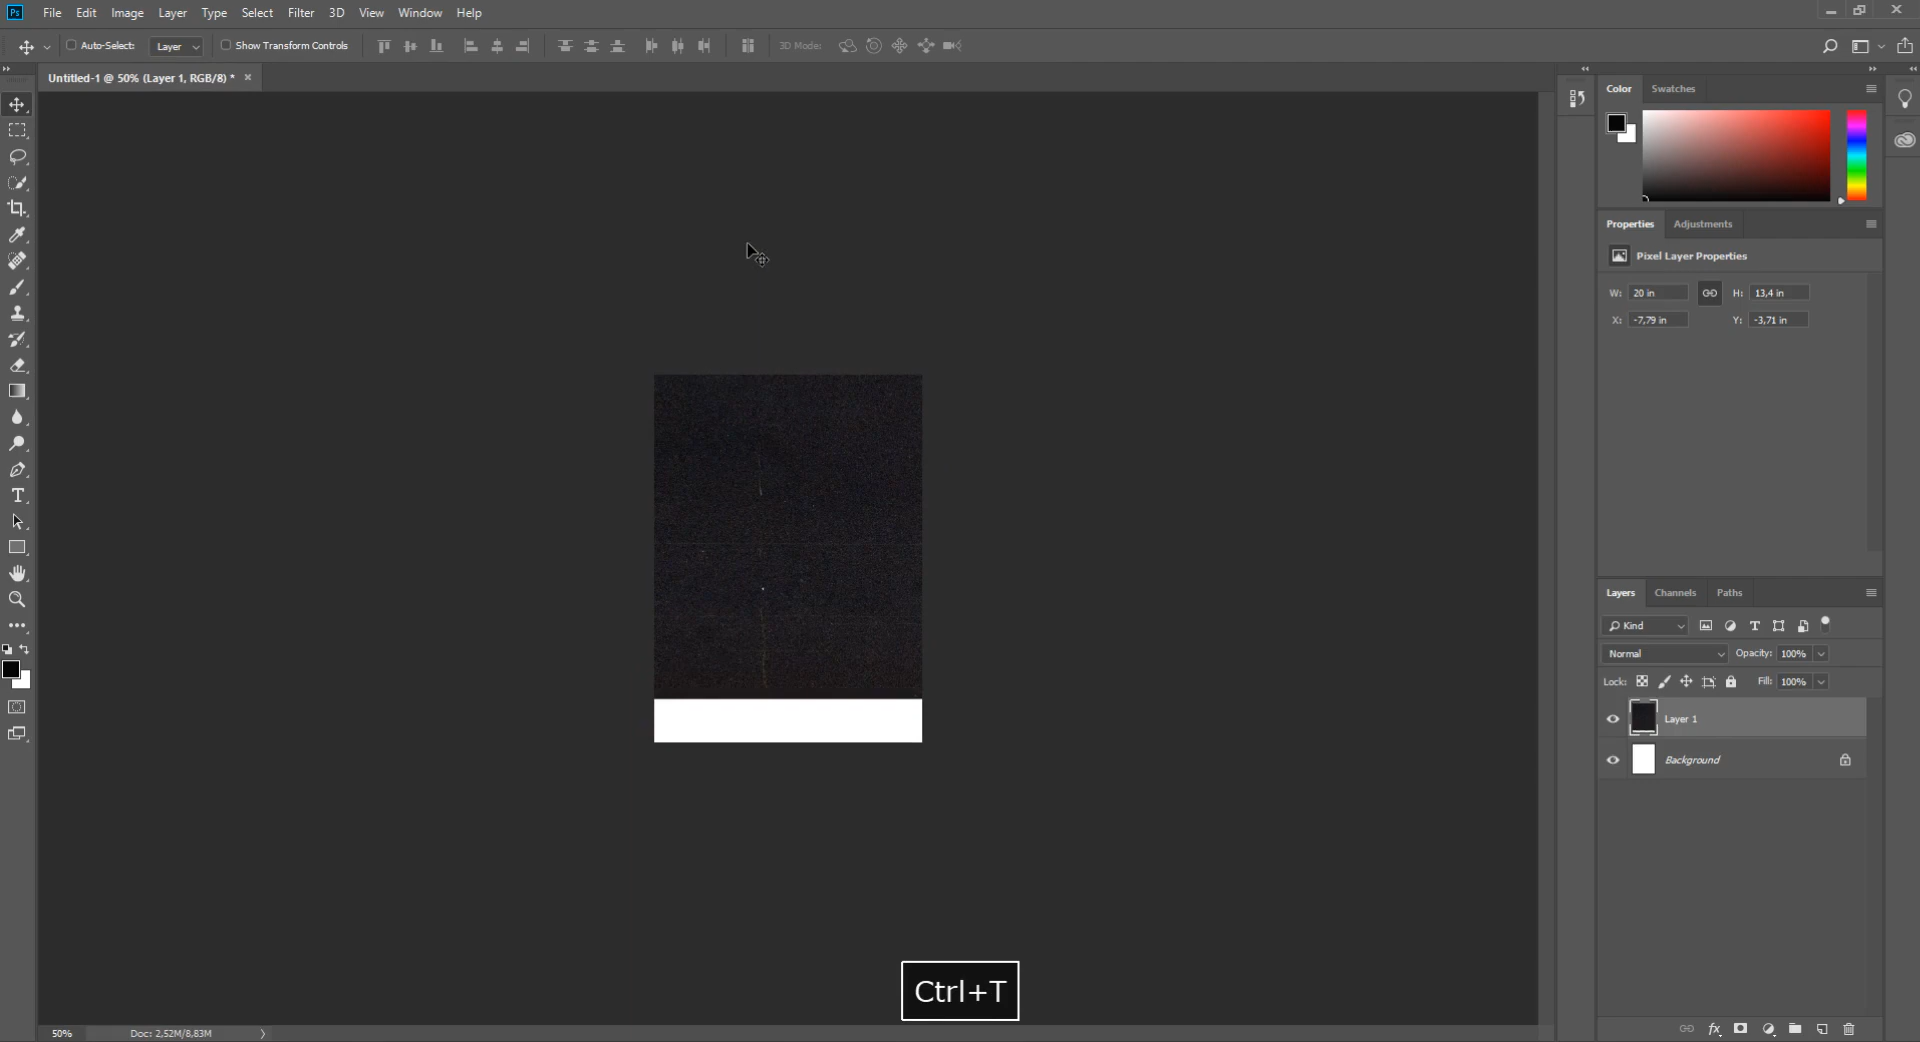 Ps File Edit Image Layer Type Select Filter 3D View Window Help
Auto-Select: Layer Show Transform Controls 3D Mode:
Untitled-1 @ 50% (Layer 1, RGB/8) *
Color Swatches
Properties Adjustments
Pixel Layer Properties
W: 20 in H: 13,4 in
X: -7,79 in Y: -3,71 in
Layers Channels Paths
Kind
Normal Opacity: 100%
Lock: Fill: 100%
Layer 1
Background
Ctrl+T
50% Doc: 2,52M/8,83M